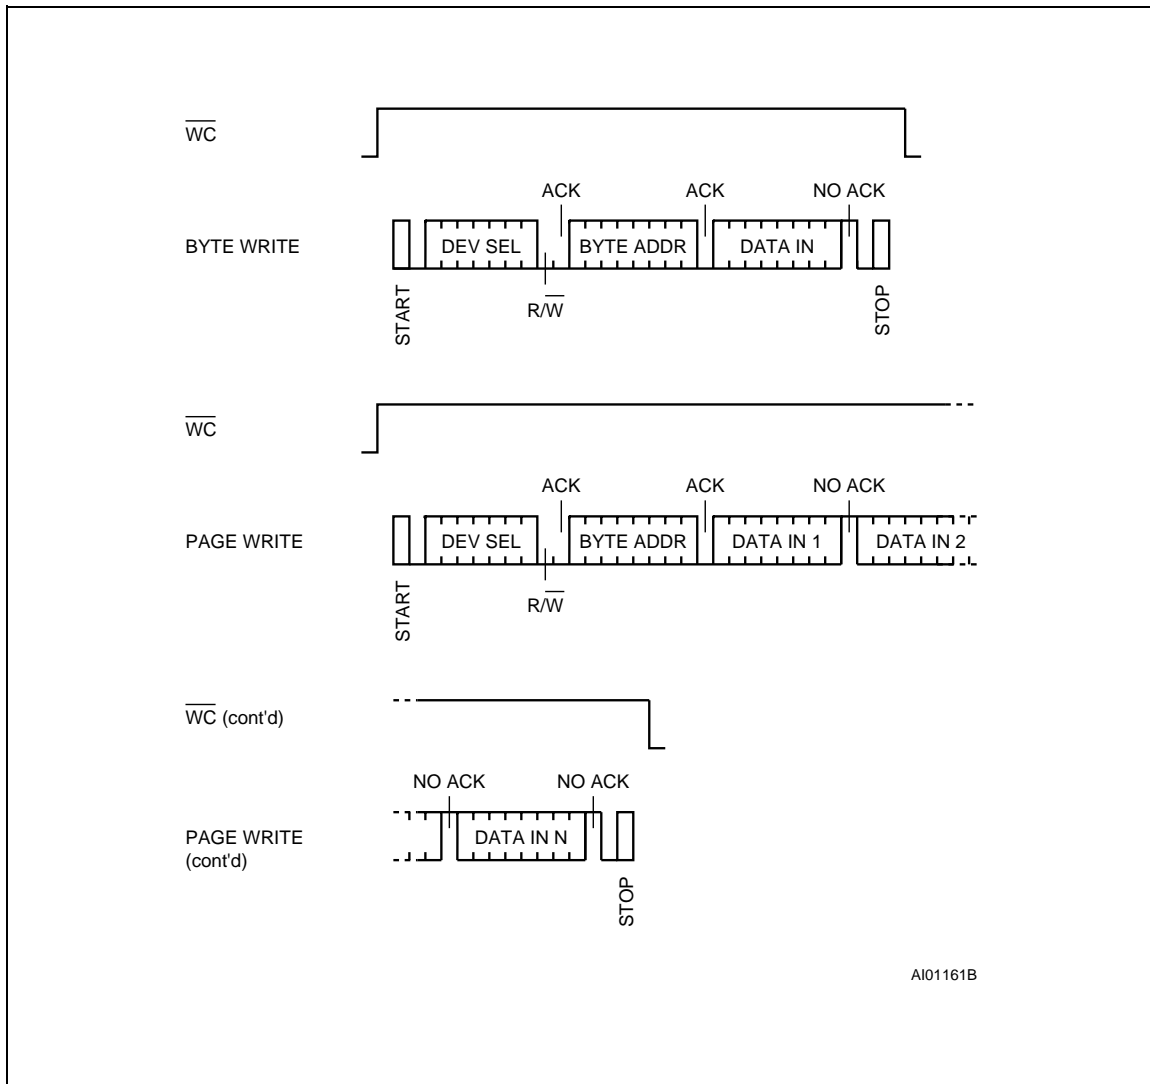 WC
ACK ACK NO ACK
BYTE WRITE DEV SEL BYTE ADDR DATA IN
R/W
START STOP
WC
ACK ACK NO ACK
PAGE WRITE DEV SEL BYTE ADDR DATA IN 1 DATA IN 2
R/W
START
WC (cont'd)
NO ACK NO ACK
PAGE WRITE DATA IN N
(cont'd)
STOP
AI01161B